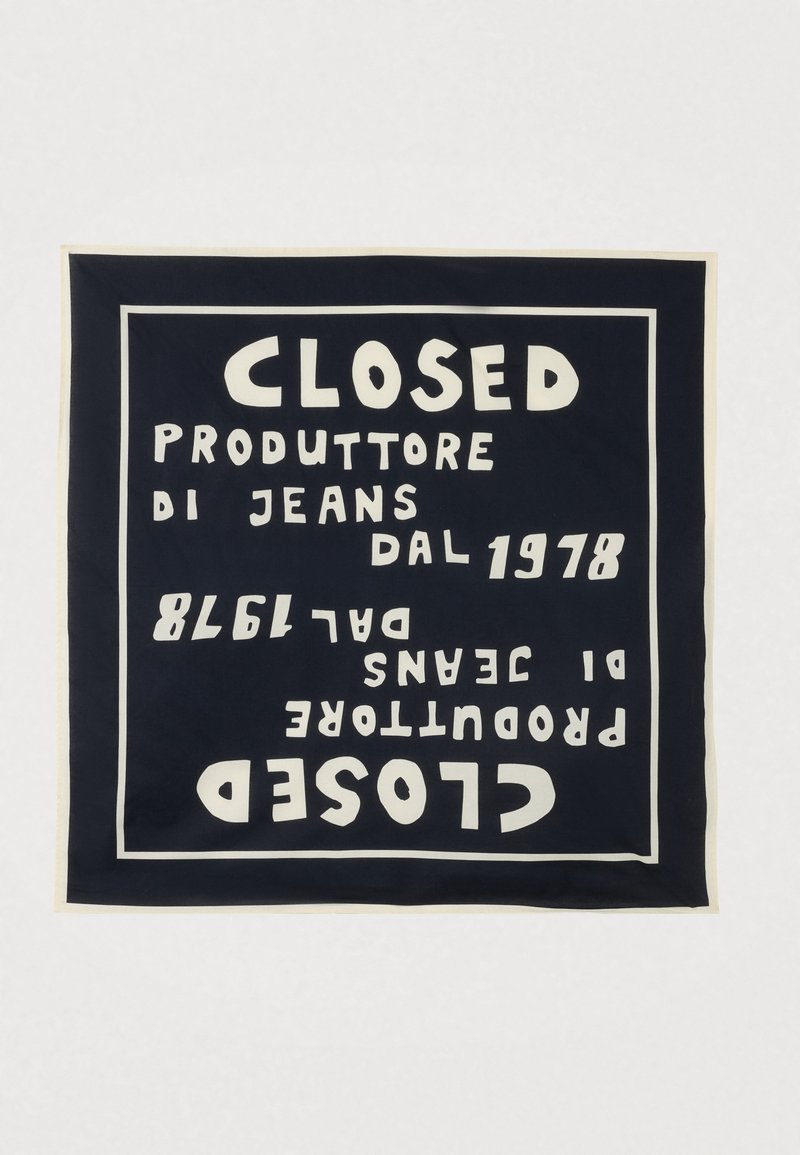 CLOSED
PRODUTTORE
DI JEANS
DAL 1978
DAL 1978
DI JEANS
PRODUTTORE
CLOSED